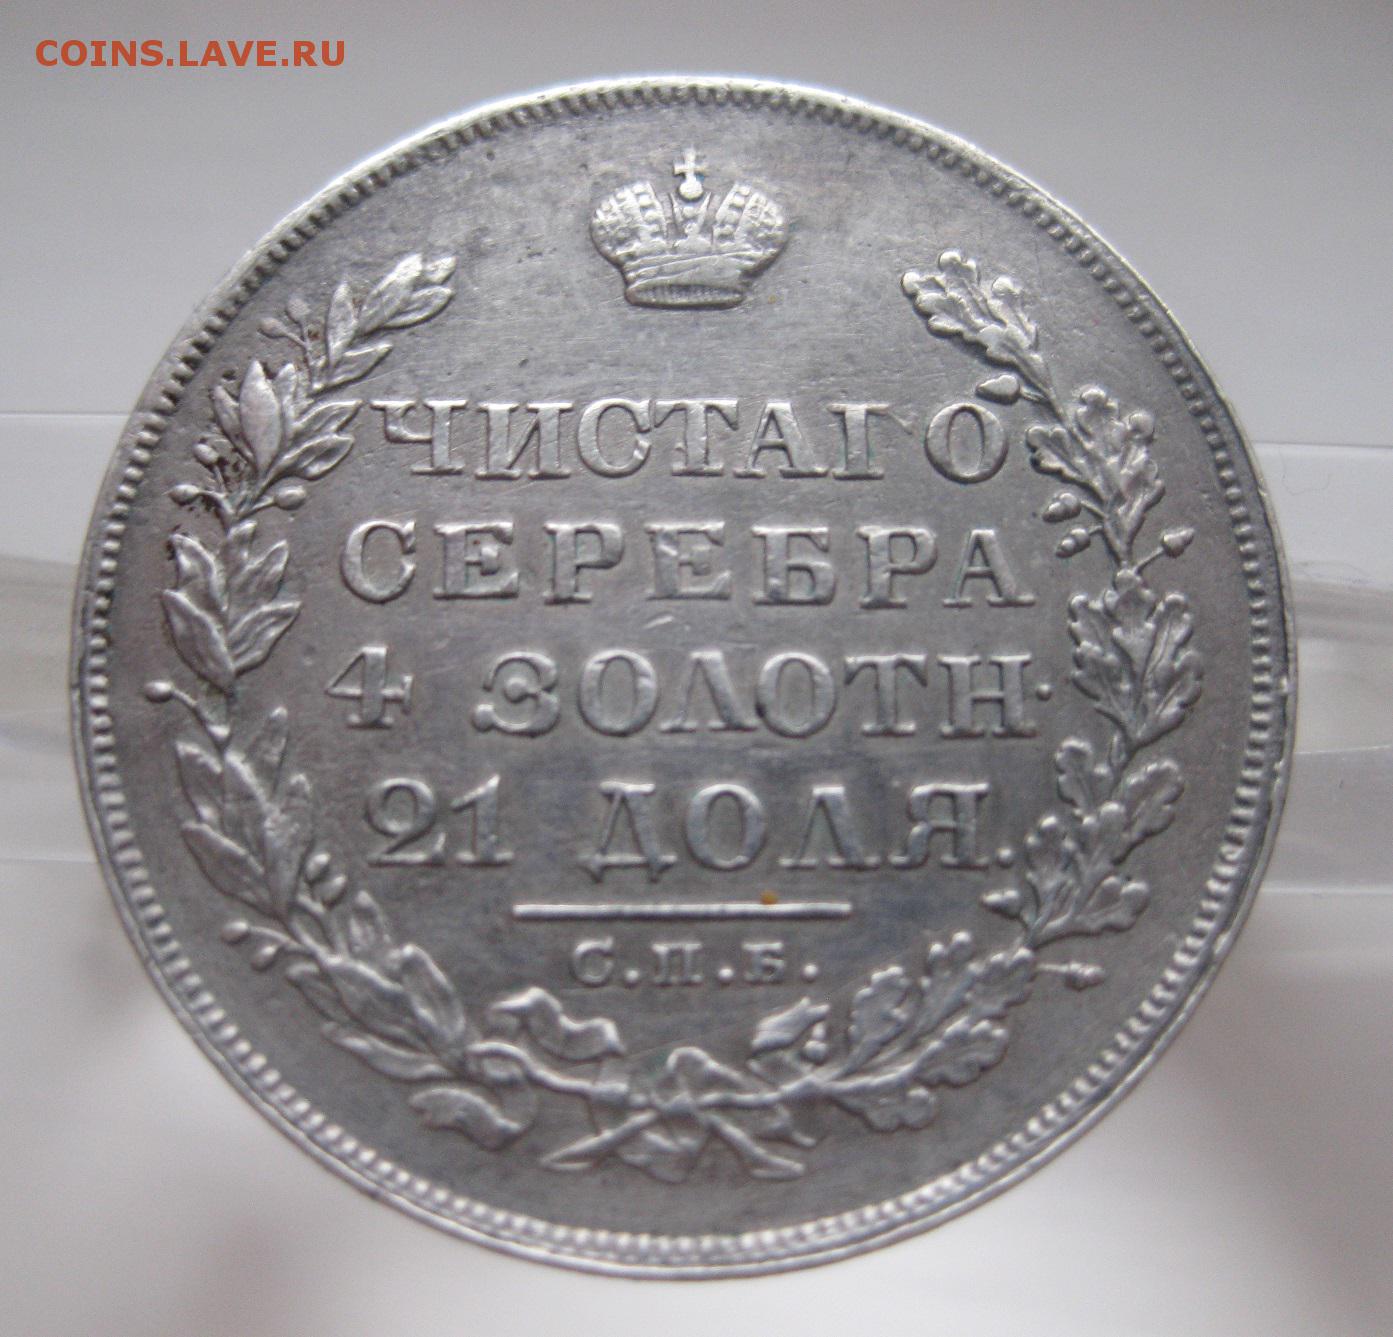 COINS.LAVE.RU
ЧИСТАГО
СЕРЕБРА
4 ЗОЛОТН·
21 ДОЛЯ.
С.П.Б.